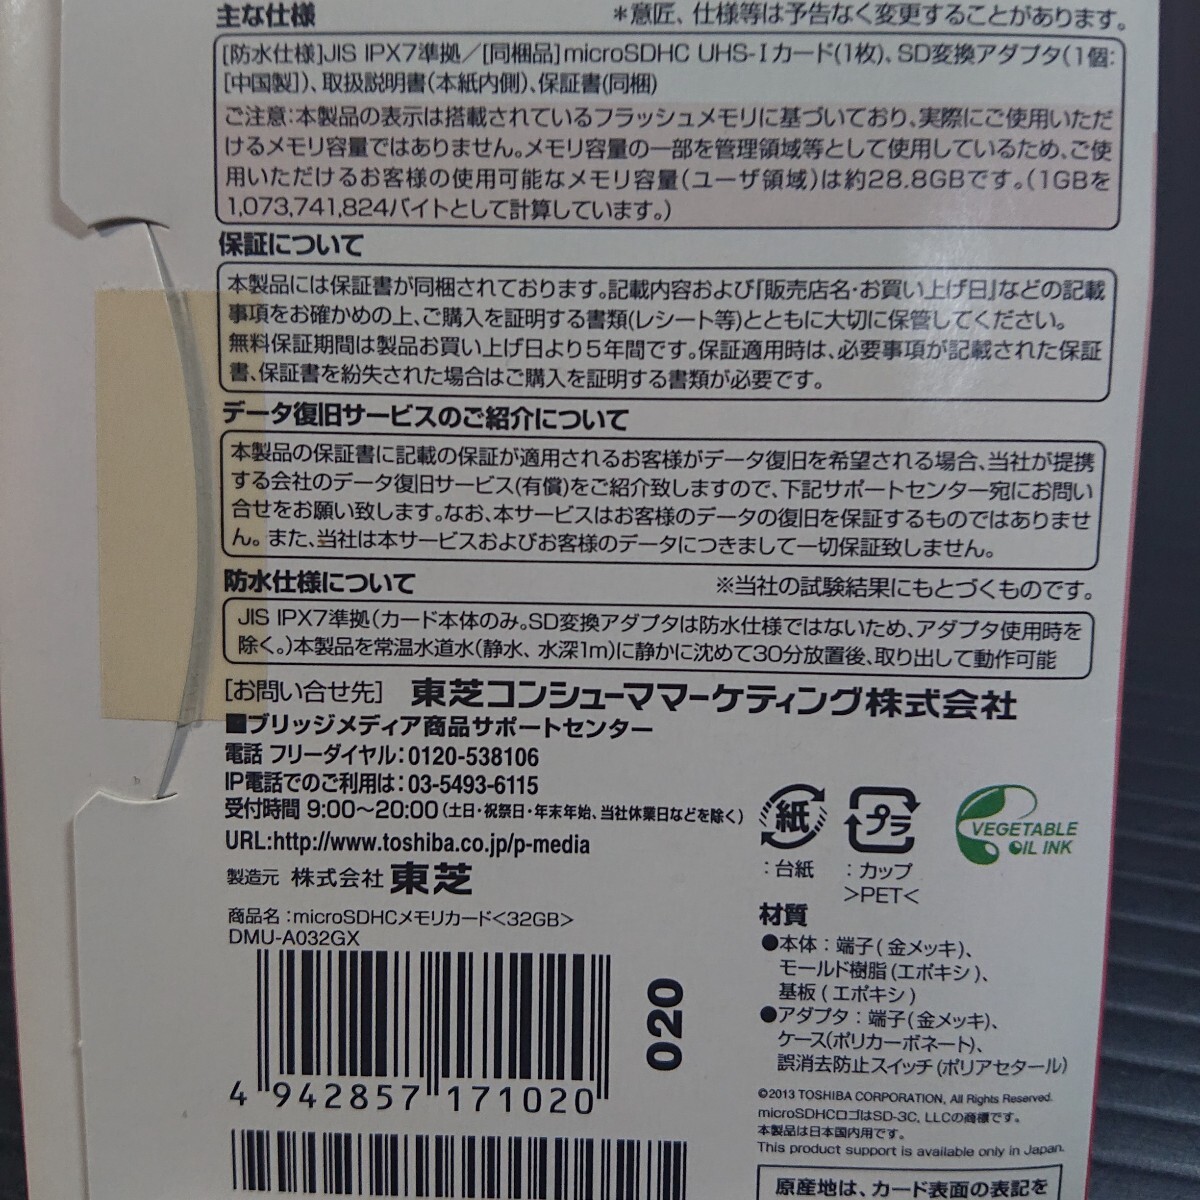 主な仕様
＊意匠、仕様等は予告なく変更することがあります。
[防水仕様]JIS IPX7準拠／[同梱品]microSDHC UHS-Iカード(1枚)、SD変換アダプタ(1個:
[中国製])、取扱説明書(本紙内側)、保証書(同梱)
ご注意:本製品の表示は搭載されているフラッシュメモリに基づいており、実際にご使用いただ
けるメモリ容量ではありません。メモリ容量の一部を管理領域等として使用しているため、ご使
用いただけるお客様の使用可能なメモリ容量(ユーザ領域)は約28.8GBです。(1GBを
1,073,741,824バイトとして計算しています。)
保証について
本製品には保証書が同梱されております。記載内容および『販売店名・お買い上げ日』などの記載
事項をお確かめの上、ご購入を証明する書類(レシート等)とともに大切に保管してください。
無料保証期間は製品お買い上げ日より5年間です。保証適用時は、必要事項が記載された保証
書、保証書を紛失された場合はご購入を証明する書類が必要です。
データ復旧サービスのご紹介について
本製品の保証書に記載の保証が適用されるお客様がデータ復旧を希望される場合、当社が提携
する会社のデータ復旧サービス(有償)をご紹介致しますので、下記サポートセンター宛にお問い
合せをお願い致します。なお、本サービスはお客様のデータの復旧を保証するものではありませ
ん。また、当社は本サービスおよびお客様のデータにつきまして一切保証致しません。
防水仕様について
※当社の試験結果にもとづくものです。
JIS IPX7準拠(カード本体のみ。SD変換アダプタは防水仕様ではないため、アダプタ使用時を
除く。)本製品を常温水道水(静水、水深1m)に静かに沈めて30分放置後、取り出して動作可能
[お問い合せ先] 東芝コンシューママーケティング株式会社
■ブリッジメディア商品サポートセンター
電話 フリーダイヤル:0120-538106
IP電話でのご利用は:03-5493-6115
受付時間 9:00～20:00(土日・祝祭日・年末年始、当社休業日などを除く)
URL:http://www.toshiba.co.jp/p-media
製造元 株式会社 東芝
商品名:microSDHCメモリカード<32GB>
DMU-A032GX
020
4 942857 171020
紙
:台紙
プラ
:カップ
>PET<
VEGETABLE
OIL INK
材質
●本体:端子(金メッキ)、
モールド樹脂(エポキシ)、
基板(エポキシ)
●アダプタ:端子(金メッキ)、
ケース(ポリカーボネート)、
誤消去防止スイッチ(ポリアセタール)
©2013 TOSHIBA CORPORATION, All Rights Reserved.
microSDHCロゴはSD-3C, LLCの商標です。
本製品は日本国内用です。
This product support is available only in Japan.
原産地は、カード表面の表記を